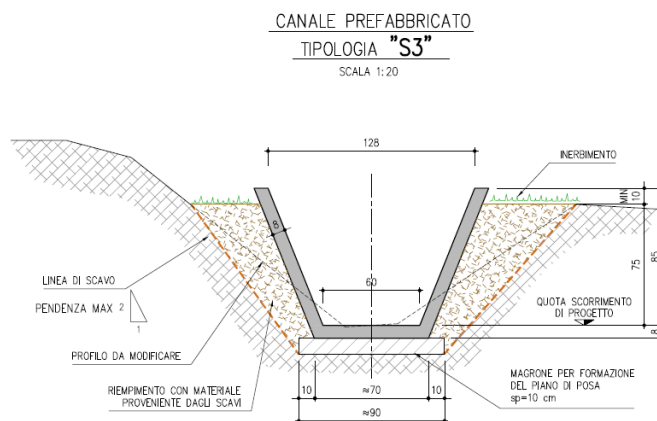 CANALE PREFABBRICATO
TIPOLOGIA "S3"
SCALA 1:20
128
INERBIMENTO
MIN
10
8
75
85
60
LINEA DI SCAVO
PENDENZA MAX 2
1
QUOTA SCORRIMENTO
DI PROGETTO
8
PROFILO DA MODIFICARE
MAGRONE PER FORMAZIONE
DEL PIANO DI POSA
sp=10 cm
RIEMPIMENTO CON MATERIALE
PROVENIENTE DAGLI SCAVI
10 ≈70 10
≈90